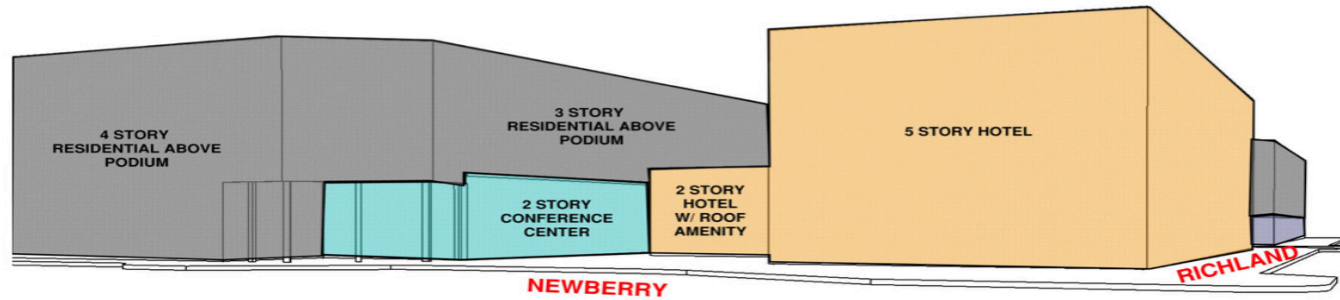 4 STORY
RESIDENTIAL ABOVE
PODIUM
3 STORY
RESIDENTIAL ABOVE
PODIUM
5 STORY HOTEL
2 STORY
CONFERENCE
CENTER
2 STORY
HOTEL
W/ ROOF
AMENITY
NEWBERRY
RICHLAND